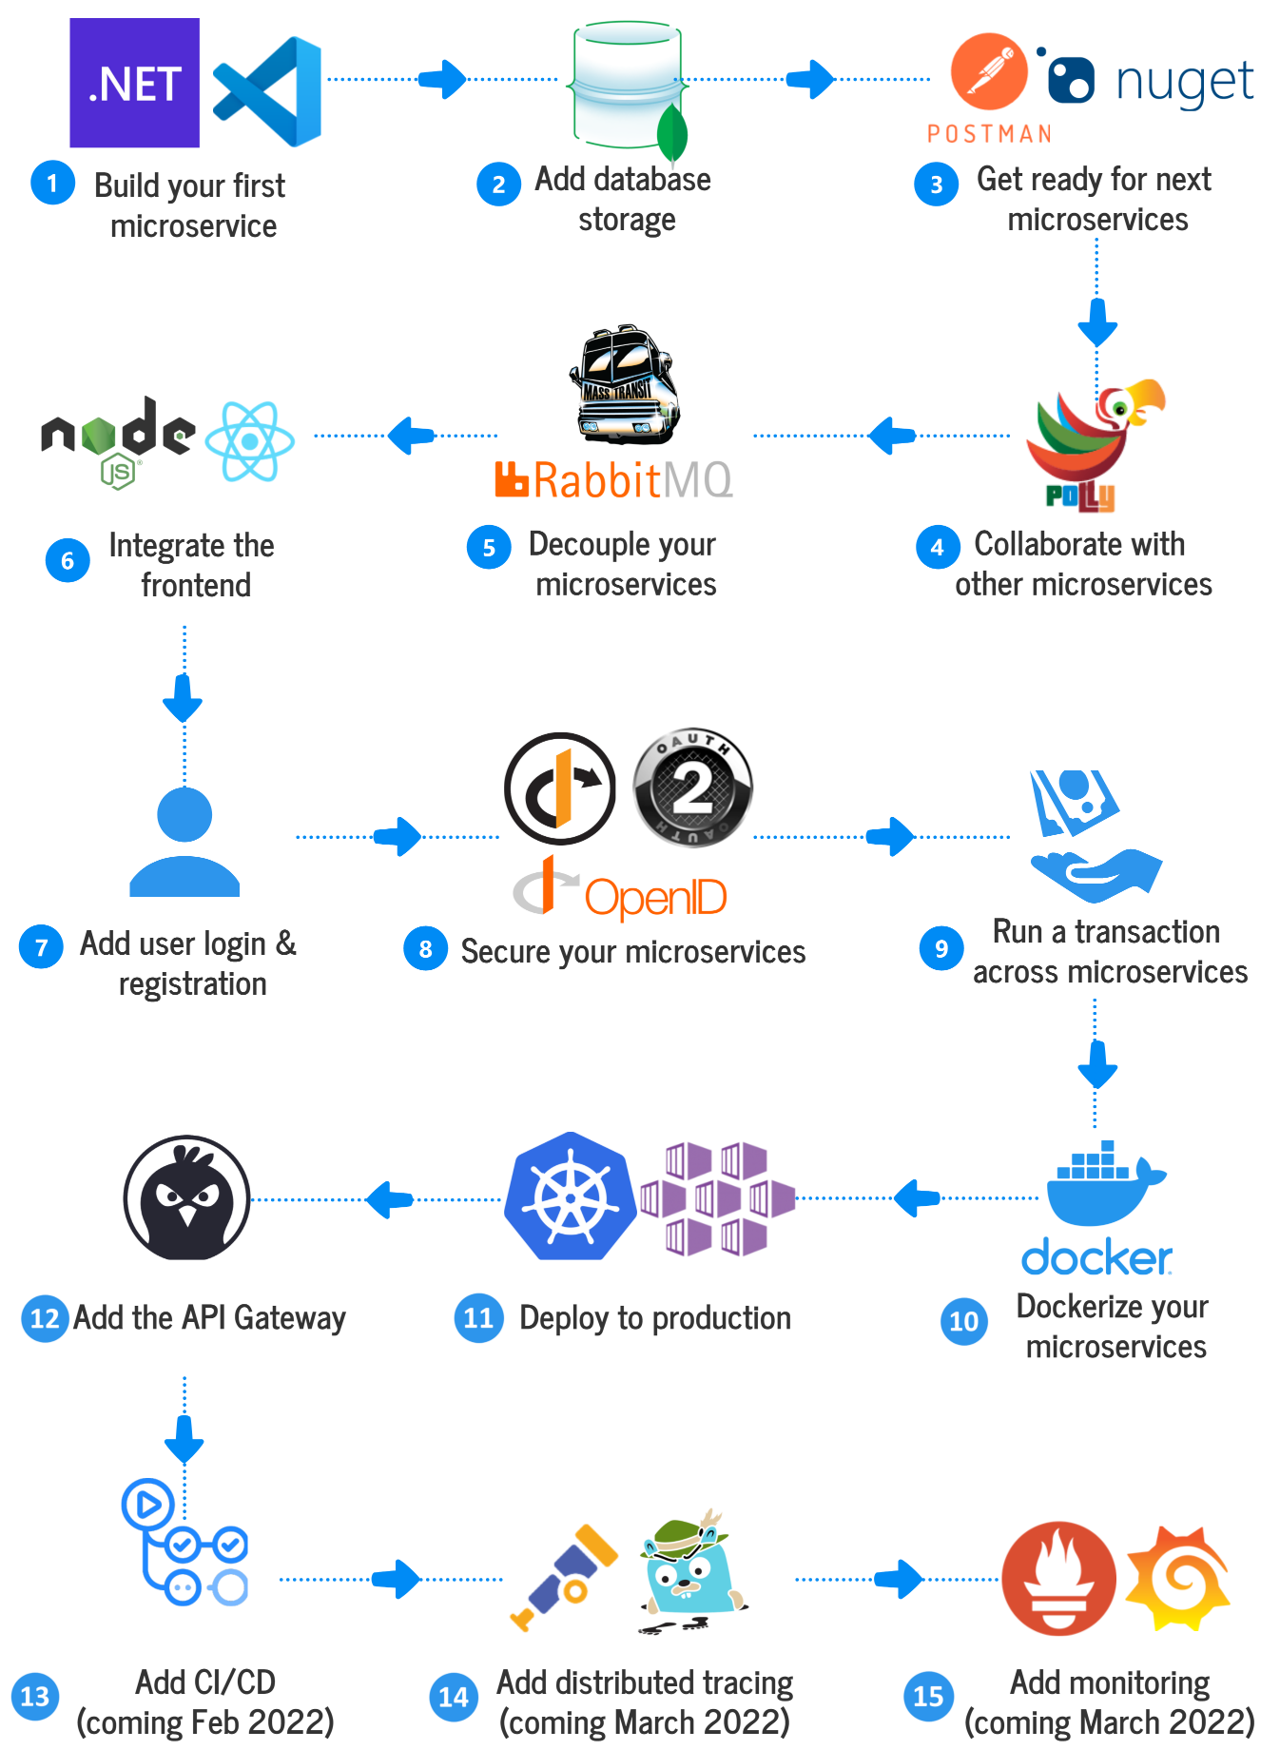 .NET
POSTMAN
nuget
1
Build your first
microservice
2
Add database
storage
3
Get ready for next
microservices
MASS TRANSIT
RabbitMQ
node
JS
®
POLLY
6
Integrate the
frontend
5
Decouple your
microservices
4
Collaborate with
other microservices
OAUTH
2
OAUTH
OpenID
7
Add user login &
registration
8
Secure your microservices
9
Run a transaction
across microservices
docker
12
Add the API Gateway
11
Deploy to production
10
Dockerize your
microservices
13
Add CI/CD
(coming Feb 2022)
14
Add distributed tracing
(coming March 2022)
15
Add monitoring
(coming March 2022)